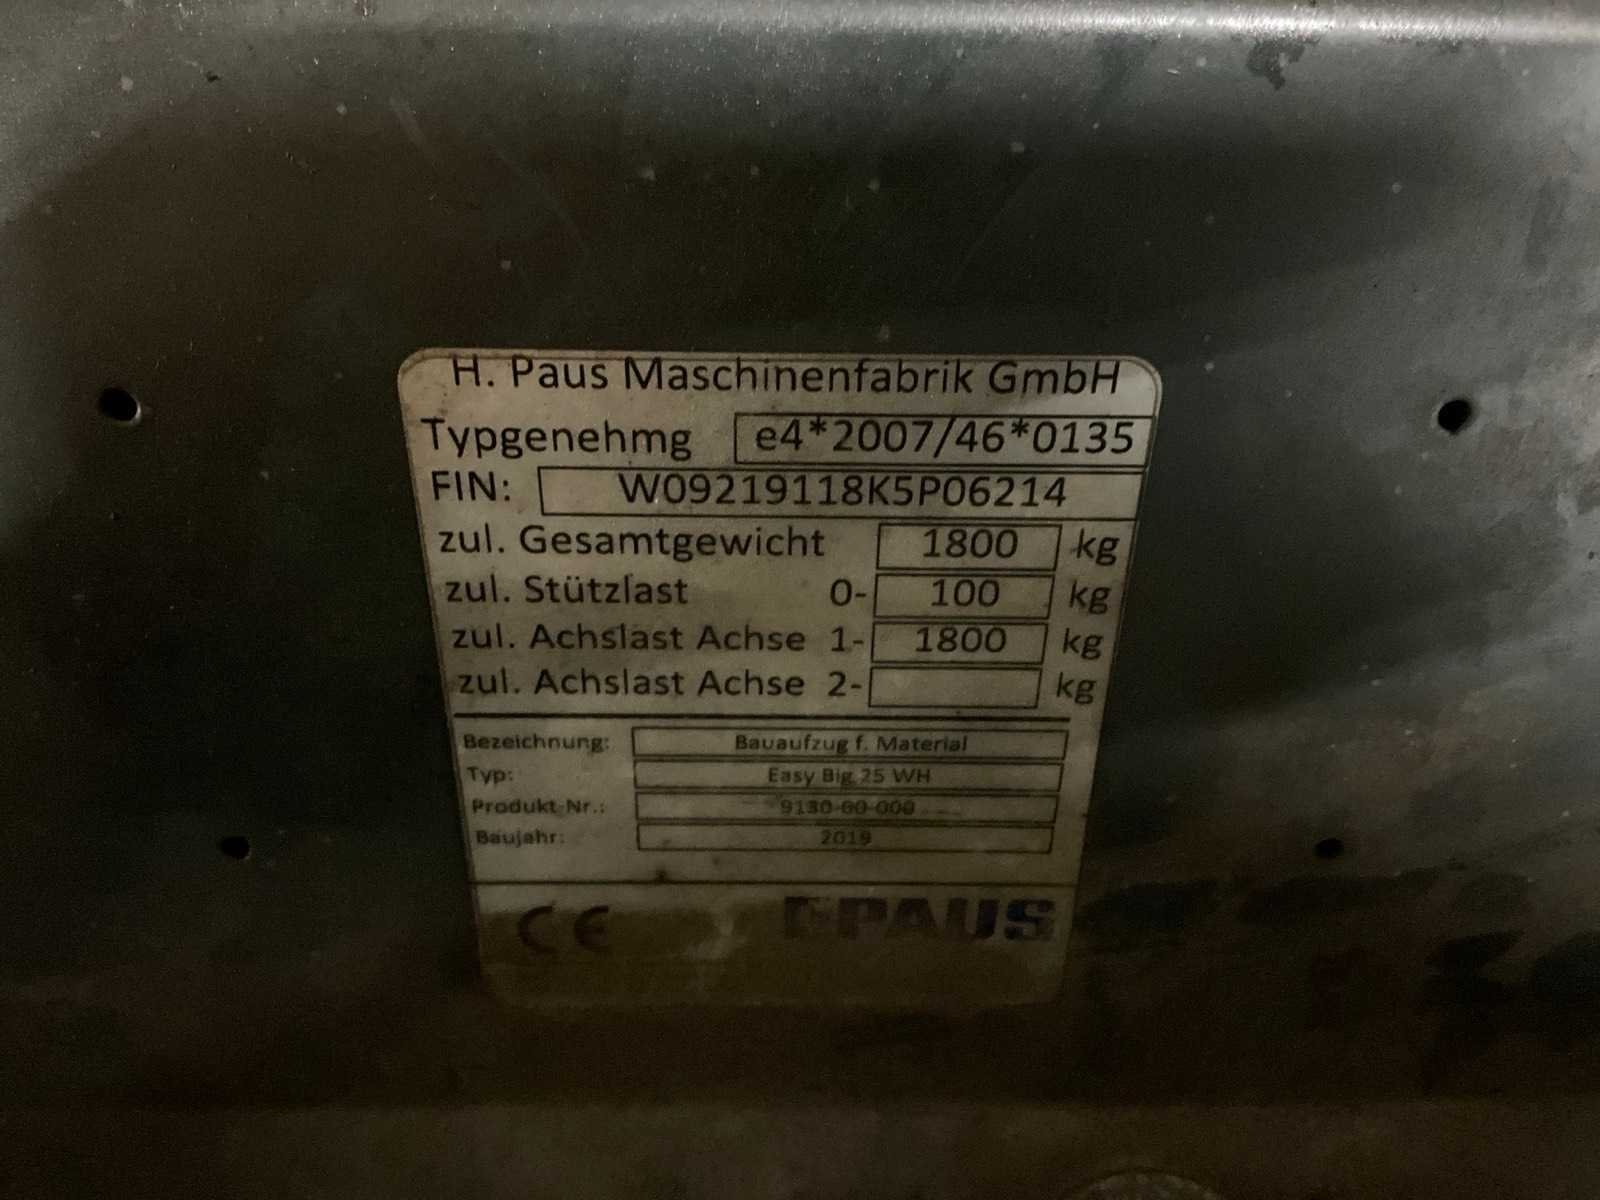 H. Paus Maschinenfabrik GmbH
Typgenehmg e4*2007/46*0135
FIN: W09219118K5P06214
zul. Gesamtgewicht 1800 kg
zul. Stützlast 0- 100 kg
zul. Achslast Achse 1- 1800 kg
zul. Achslast Achse 2- kg
Bezeichnung: Bauaufzug f. Material
Typ: Easy Big 25 WH
Produkt-Nr.: 9130-00-000
Baujahr: 2019
CE PAUS